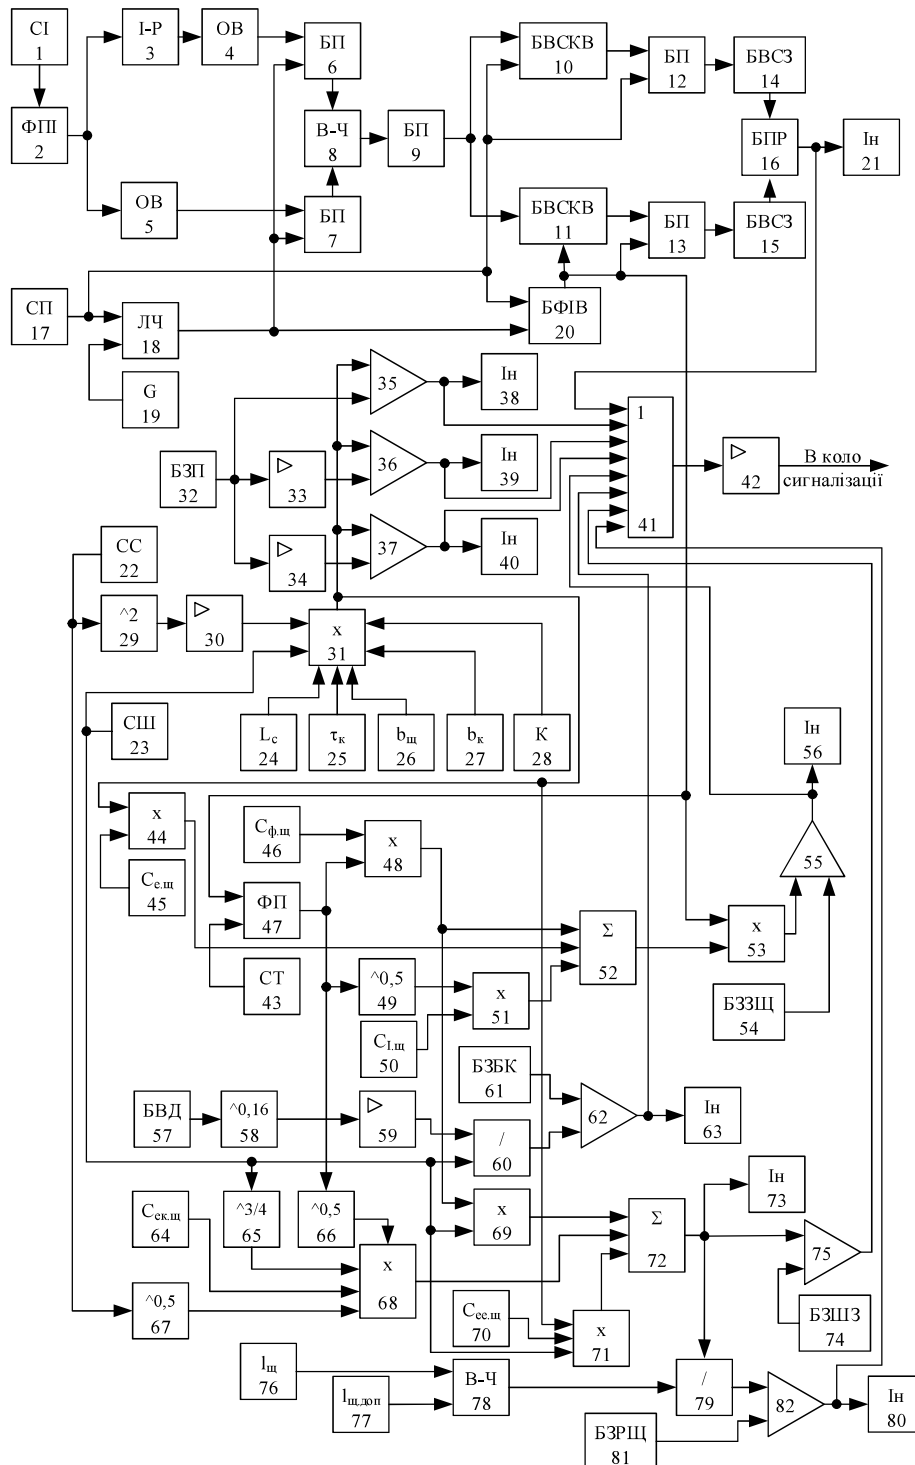 СІ
1
І-Р
3
ОВ
4
БП
6
БВСКВ
10
БП
12
БВСЗ
14
ФПІ
2
В-Ч
8
БП
9
БПР
16
Ін
21
ОВ
5
БП
7
БВСКВ
11
БП
13
БВСЗ
15
СП
17
ЛЧ
18
БФІВ
20
G
19
35
Ін
38
1
41
БЗП
32
33
36
Ін
39
42
В коло
сигналізації
34
37
Ін
40
СС
22
^2
29
30
х
31
СШ
23
Lс
24
τк
25
bщ
26
bк
27
К
28
Ін
56
х
44
Сф.щ
46
х
48
55
Се.щ
45
ФП
47
Σ
52
х
53
СТ
43
^0,5
49
х
51
БЗЗЩ
54
СІ.щ
50
БЗБК
61
БВД
57
^0,16
58
59
/
60
62
Ін
63
Сек.щ
64
^3/4
65
^0,5
66
х
69
Σ
72
Ін
73
75
х
68
^0,5
67
Сее.щ
70
х
71
БЗШЗ
74
lщ
76
lщ.доп
77
В-Ч
78
/
79
82
Ін
80
БЗРЩ
81